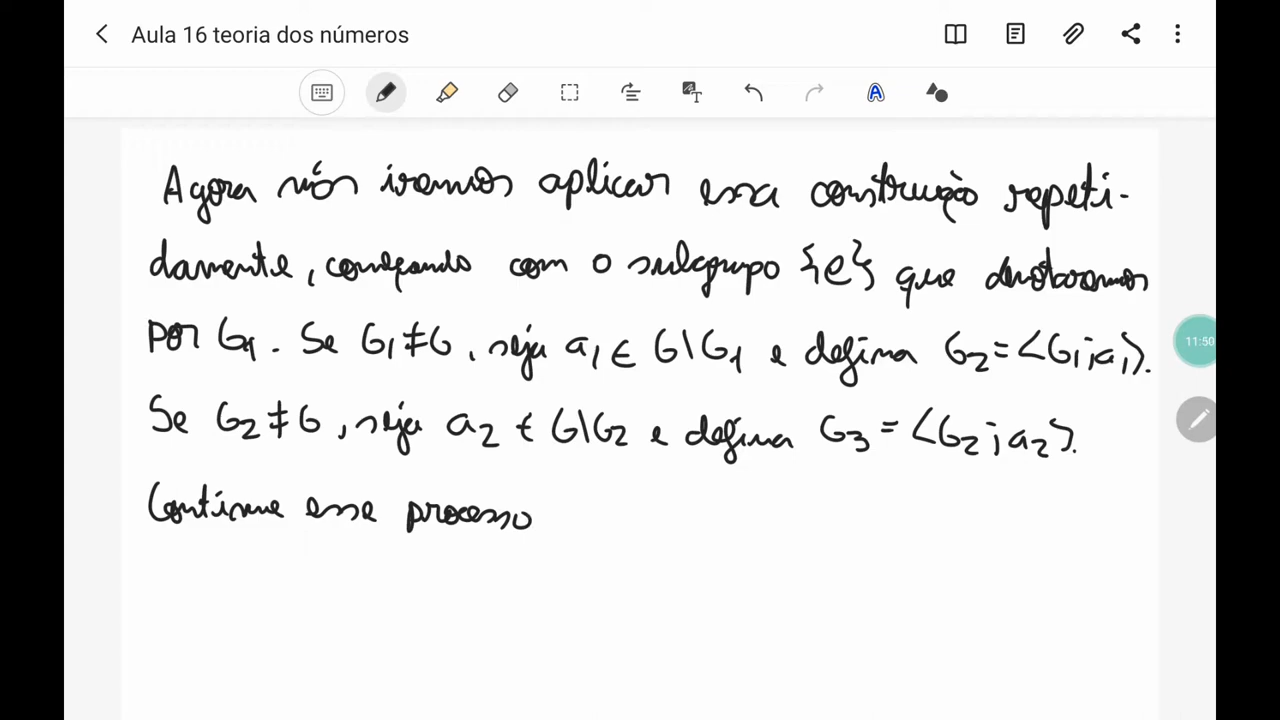 Aula 16 teoria dos números
Agora nós iremos aplicar essa construção repeti-
damente, começando com o subgrupo {e} que denotaremos
por G₁. Se G₁ ≠ G, seja a₁ ∈ G\G₁ e defina G₂ = <G₁; a₁>.
Se G₂ ≠ G, seja a₂ ∈ G\G₂ e defina G₃ = <G₂; a₂>.
Continue esse processo
11:50